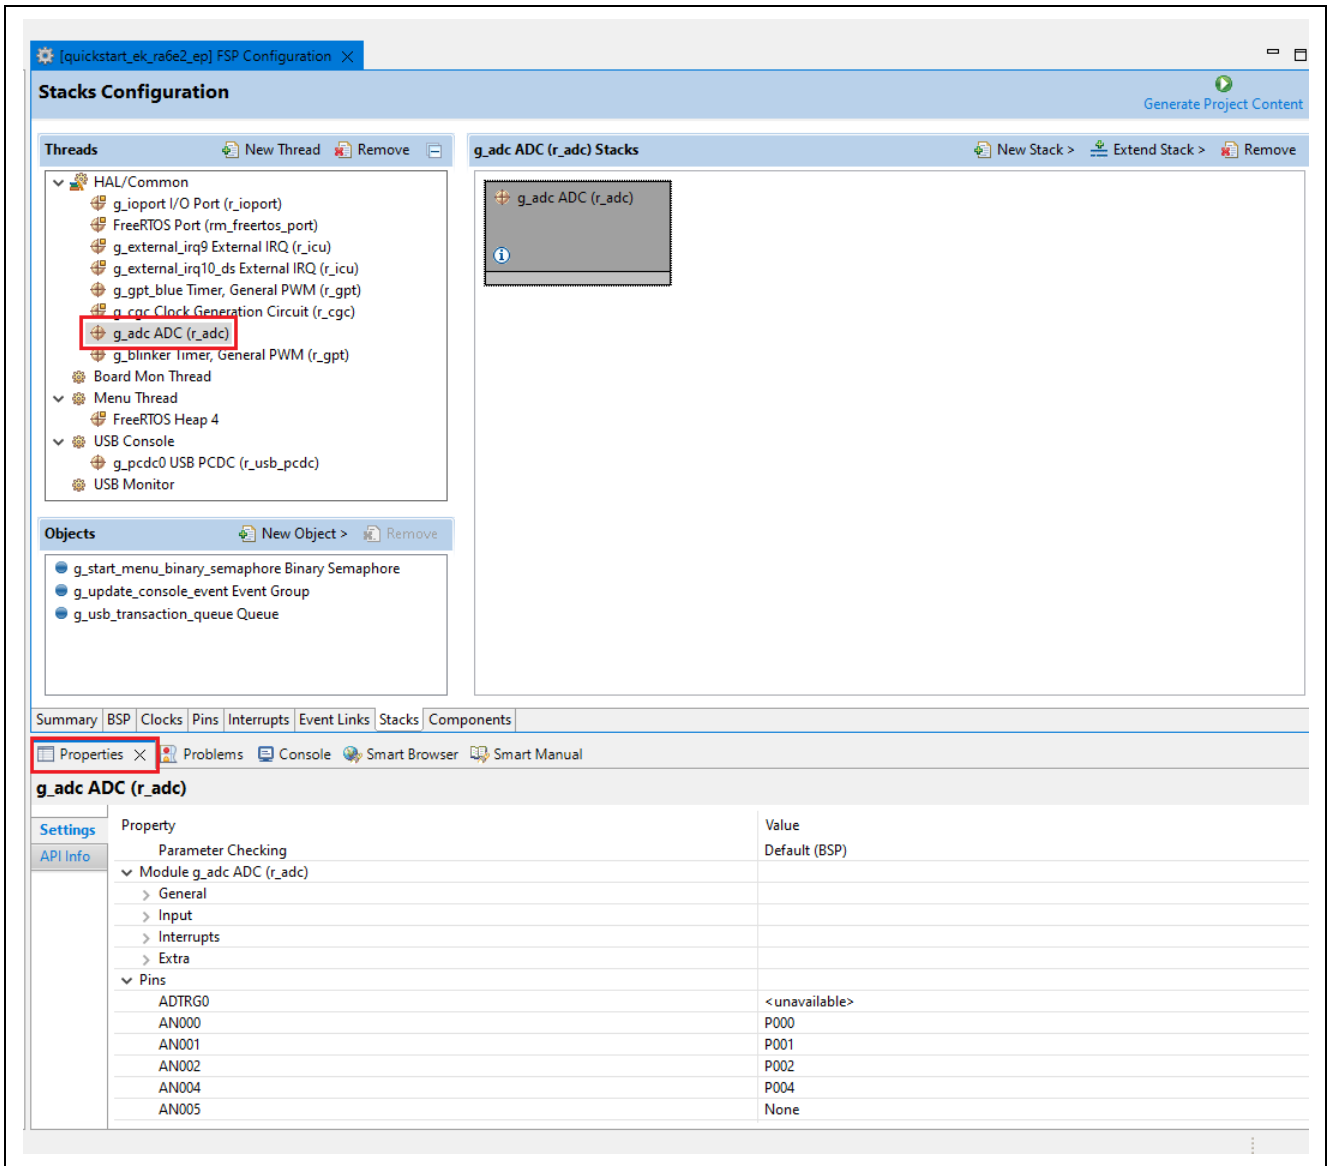 [quickstart_ek_ra6e2_ep] FSP Configuration
Stacks Configuration
Generate Project Content
Threads
New Thread
Remove
g_adc ADC (r_adc) Stacks
New Stack >
Extend Stack >
Remove
HAL/Common
g_ioport I/O Port (r_ioport)
FreeRTOS Port (rm_freertos_port)
g_external_irq9 External IRQ (r_icu)
g_external_irq10_ds External IRQ (r_icu)
g_gpt_blue Timer, General PWM (r_gpt)
g_cgc Clock Generation Circuit (r_cgc)
g_adc ADC (r_adc)
g_blinker Timer, General PWM (r_gpt)
Board Mon Thread
Menu Thread
FreeRTOS Heap 4
USB Console
g_pcdc0 USB PCDC (r_usb_pcdc)
USB Monitor
g_adc ADC (r_adc)
Objects
New Object >
Remove
g_start_menu_binary_semaphore Binary Semaphore
g_update_console_event Event Group
g_usb_transaction_queue Queue
Summary BSP Clocks Pins Interrupts Event Links Stacks Components
Properties Problems Console Smart Browser Smart Manual
g_adc ADC (r_adc)
Settings
API Info
Property Value
Parameter Checking Default (BSP)
Module g_adc ADC (r_adc)
General
Input
Interrupts
Extra
Pins
ADTRG0 <unavailable>
AN000 P000
AN001 P001
AN002 P002
AN004 P004
AN005 None